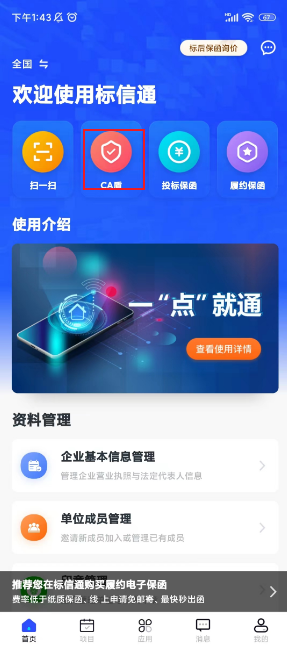 下午1:43
标后保函询价
全国
欢迎使用标信通
扫一扫
投标保函
履约保函
使用介绍
一“点”就通
查看使用详情
资料管理
企业基本信息管理
管理企业营业执照与法定代表人信息
单位成员管理
邀请新成员加入或管理已有成员
推荐您在标信通购买履约电子保函
费率低于纸质保函、线上申请免邮寄、最快秒出函
首页
项目
应用
消息
我的